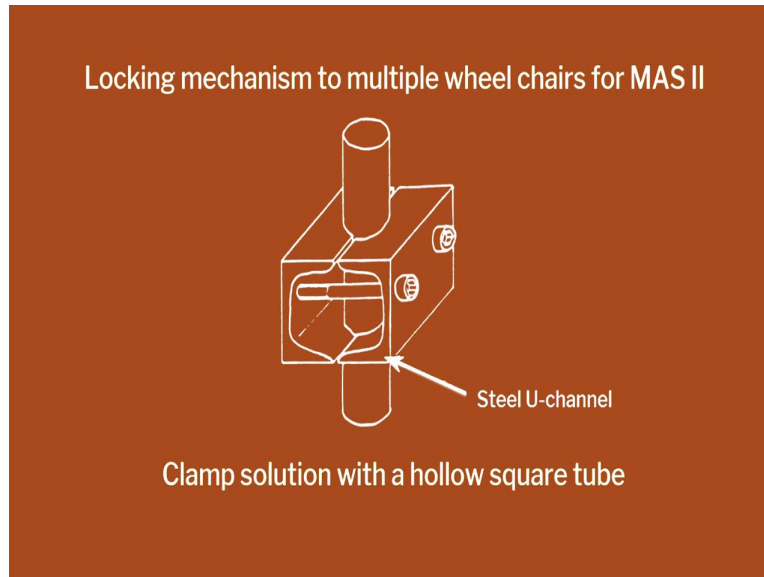 Locking mechanism to multiple wheel chairs for MAS II
Steel U-channel
Clamp solution with a hollow square tube